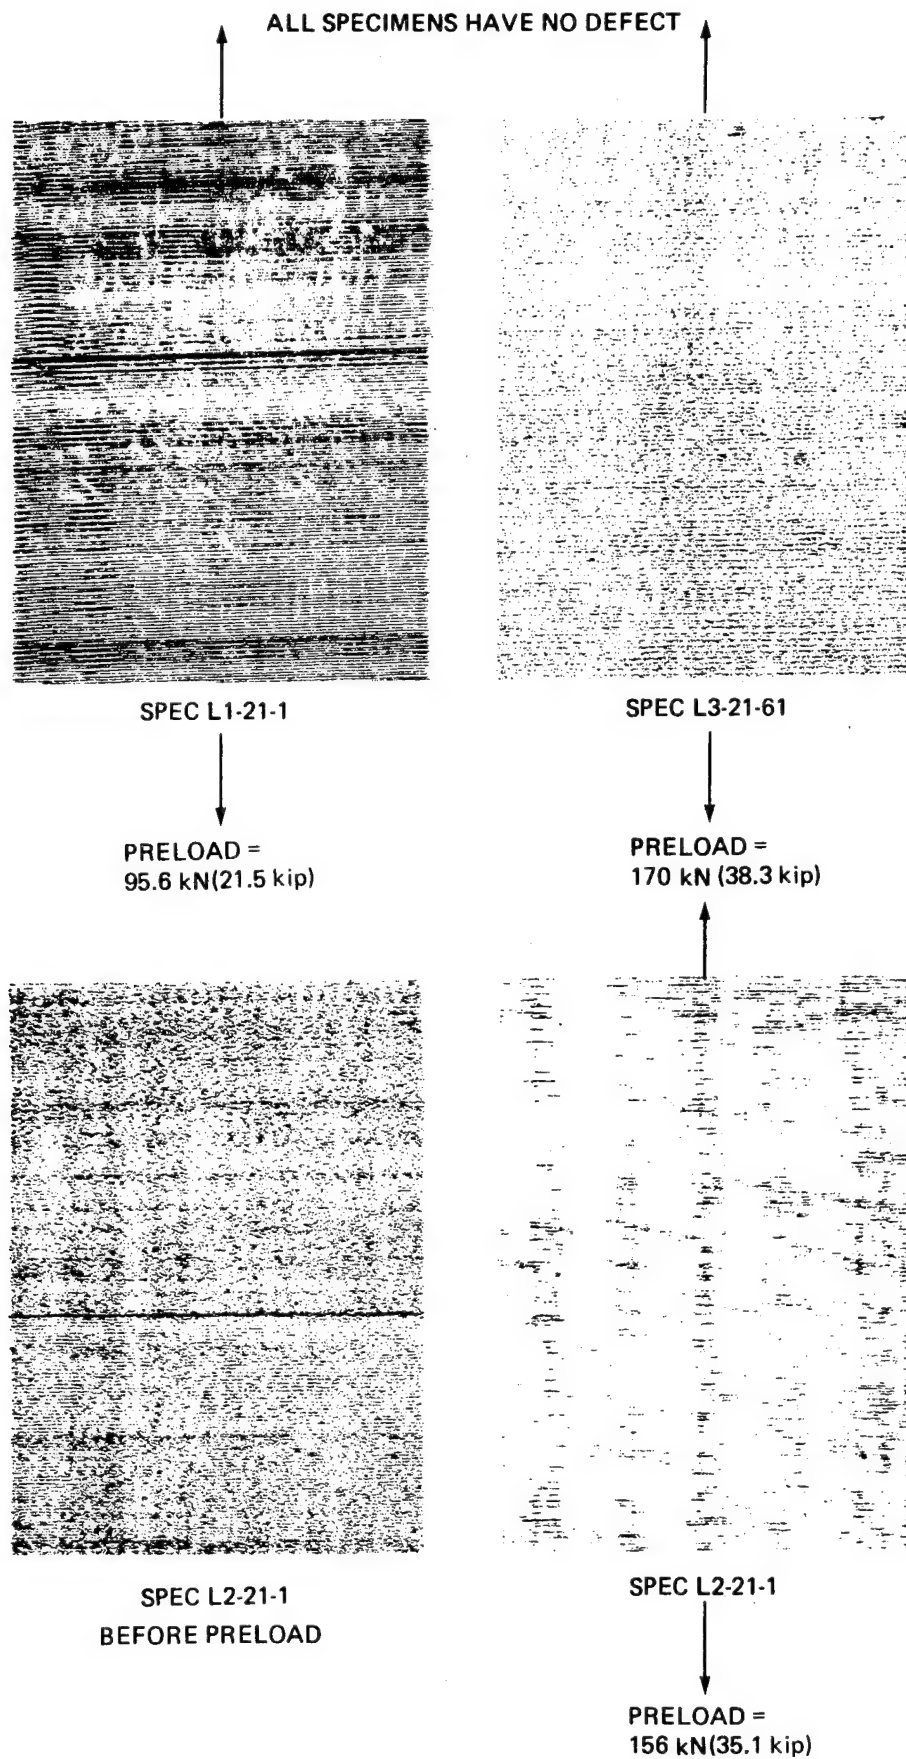 ALL SPECIMENS HAVE NO DEFECT
SPEC L1-21-1
PRELOAD =
95.6 kN(21.5 kip)
SPEC L3-21-61
PRELOAD =
170 kN (38.3 kip)
SPEC L2-21-1
BEFORE PRELOAD
SPEC L2-21-1
PRELOAD =
156 kN(35.1 kip)